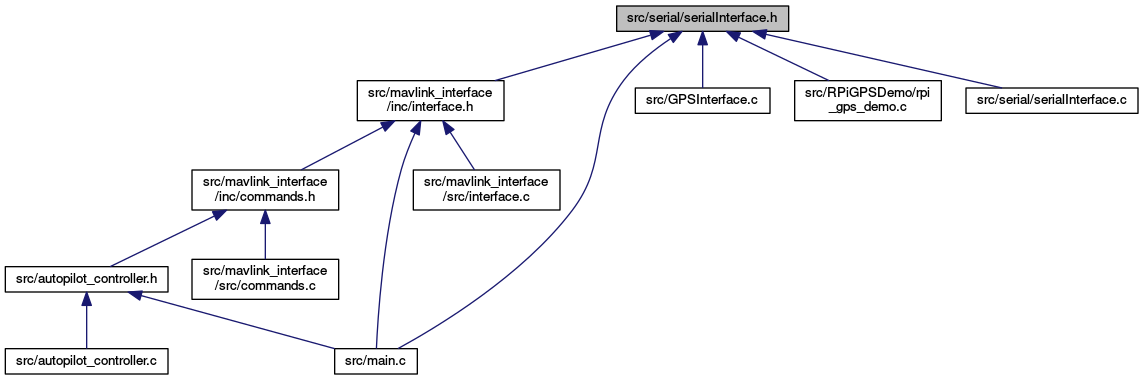 src/serial/serialInterface.h
src/mavlink_interface
/inc/interface.h
src/GPSInterface.c
src/RPiGPSDemo/rpi
_gps_demo.c
src/serial/serialInterface.c
src/mavlink_interface
/inc/commands.h
src/mavlink_interface
/src/interface.c
src/autopilot_controller.h
src/mavlink_interface
/src/commands.c
src/autopilot_controller.c
src/main.c